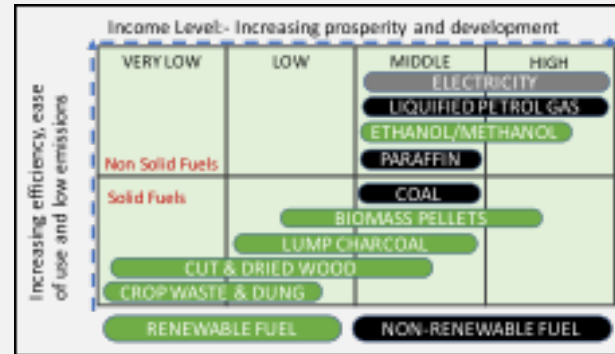 Income Level:- Increasing prosperity and development
Increasing efficiency, ease
of use and low emissions
VERY LOW
LOW
MIDDLE
HIGH
ELECTRICITY
LIQUIFIED PETROL GAS
ETHANOL/METHANOL
Non Solid Fuels
PARAFFIN
Solid Fuels
COAL
BIOMASS PELLETS
LUMP CHARCOAL
CUT & DRIED WOOD
CROP WASTE & DUNG
RENEWABLE FUEL
NON-RENEWABLE FUEL